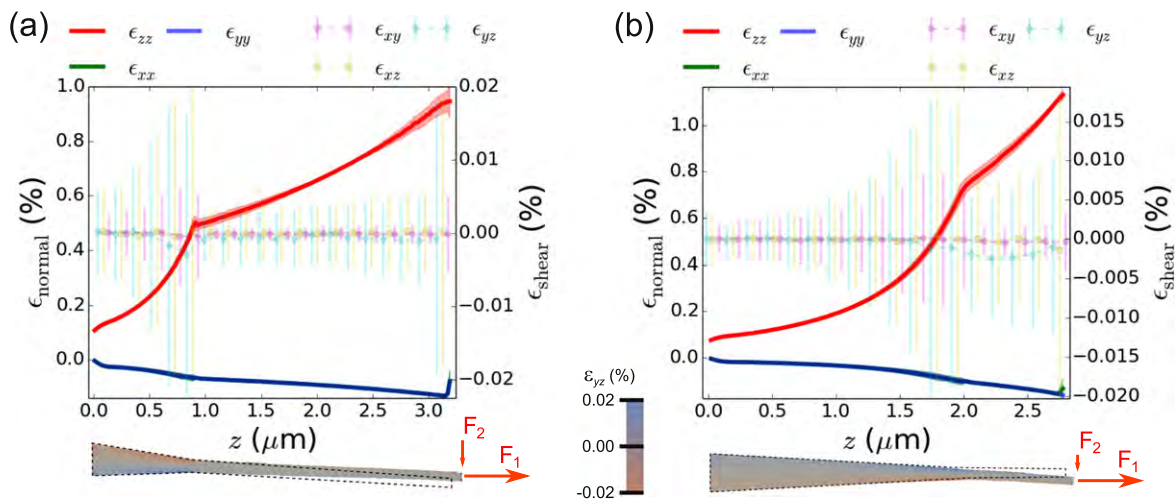 (a)
ϵzz ϵyy ϵxy ϵyz
ϵxx ϵxz
1.0
0.8
0.6
0.4
0.2
0.0
ϵnormal (%)
0.02
0.01
0.00
−0.01
−0.02
ϵshear (%)
0.0 0.5 1.0 1.5 2.0 2.5 3.0
z (μm)
F2
F1
(b)
ϵzz ϵyy ϵxy ϵyz
ϵxx ϵxz
1.0
0.8
0.6
0.4
0.2
0.0
ϵnormal (%)
0.015
0.010
0.005
0.000
−0.005
−0.010
−0.015
−0.020
ϵshear (%)
0.0 0.5 1.0 1.5 2.0 2.5
z (μm)
εyz (%)
0.02
0.00
-0.02
F2
F1